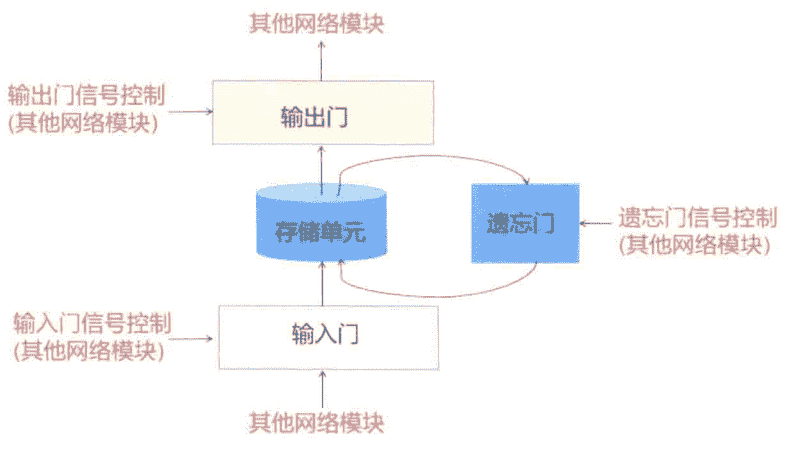 其他网络模块
输出门信号控制
(其他网络模块)
输出门
存储单元
遗忘门
遗忘门信号控制
(其他网络模块)
输入门信号控制
(其他网络模块)
输入门
其他网络模块